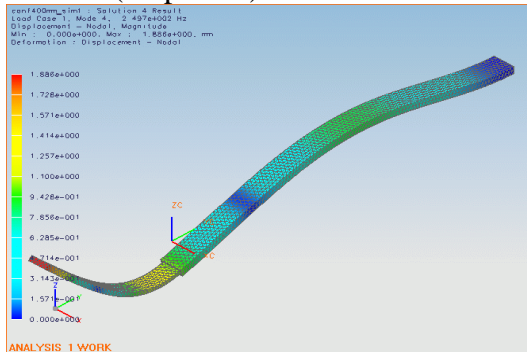 conf400mm_sim1 : Solution 4 Result
Load Case 1, Mode 4, 2.497e+002 Hz
Displacement - Nodal, Magnitude
Min : 0.000e+000, Max : 1.886e+000, mm
Deformation : Displacement - Nodal
1.886e+000
1.728e+000
1.571e+000
1.414e+000
1.257e+000
1.100e+000
9.428e-001
7.856e-001
6.285e-001
4.714e-001
3.143e-001
1.571e-001
0.000e+000
ZC
Z
X
ANALYSIS 1 WORK